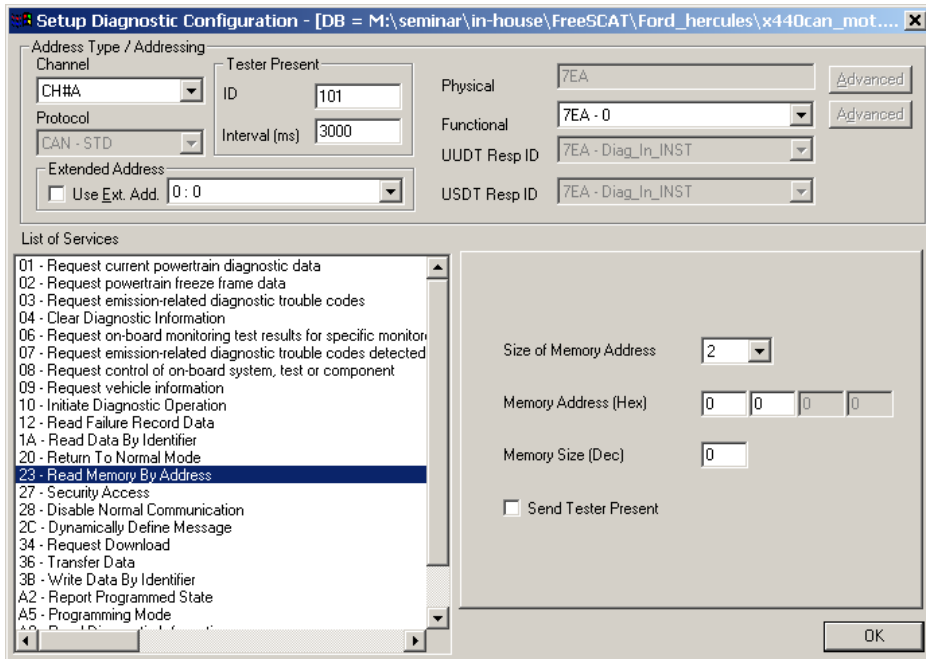 Setup Diagnostic Configuration - [DB = M:\seminar\in-house\FreeSCAT\Ford_hercules\x440can_mot....
Address Type / Addressing
Channel
CH#A
Protocol
CAN - STD
Tester Present
ID
101
Interval (ms)
3000
Extended Address
Use Ext. Add.
0 : 0
Physical
7EA
Advanced
Functional
7EA - 0
Advanced
UUDT Resp ID
7EA - Diag_In_INST
USDT Resp ID
7EA - Diag_In_INST
List of Services
01 - Request current powertrain diagnostic data
02 - Request powertrain freeze frame data
03 - Request emission-related diagnostic trouble codes
04 - Clear Diagnostic Information
06 - Request on-board monitoring test results for specific monitor
07 - Request emission-related diagnostic trouble codes detected
08 - Request control of on-board system, test or component
09 - Request vehicle information
10 - Initiate Diagnostic Operation
12 - Read Failure Record Data
1A - Read Data By Identifier
20 - Return To Normal Mode
23 - Read Memory By Address
27 - Security Access
28 - Disable Normal Communication
2C - Dynamically Define Message
34 - Request Download
36 - Transfer Data
3B - Write Data By Identifier
A2 - Report Programmed State
A5 - Programming Mode
Size of Memory Address
2
Memory Address (Hex)
0 0 0 0
Memory Size (Dec)
0
Send Tester Present
OK